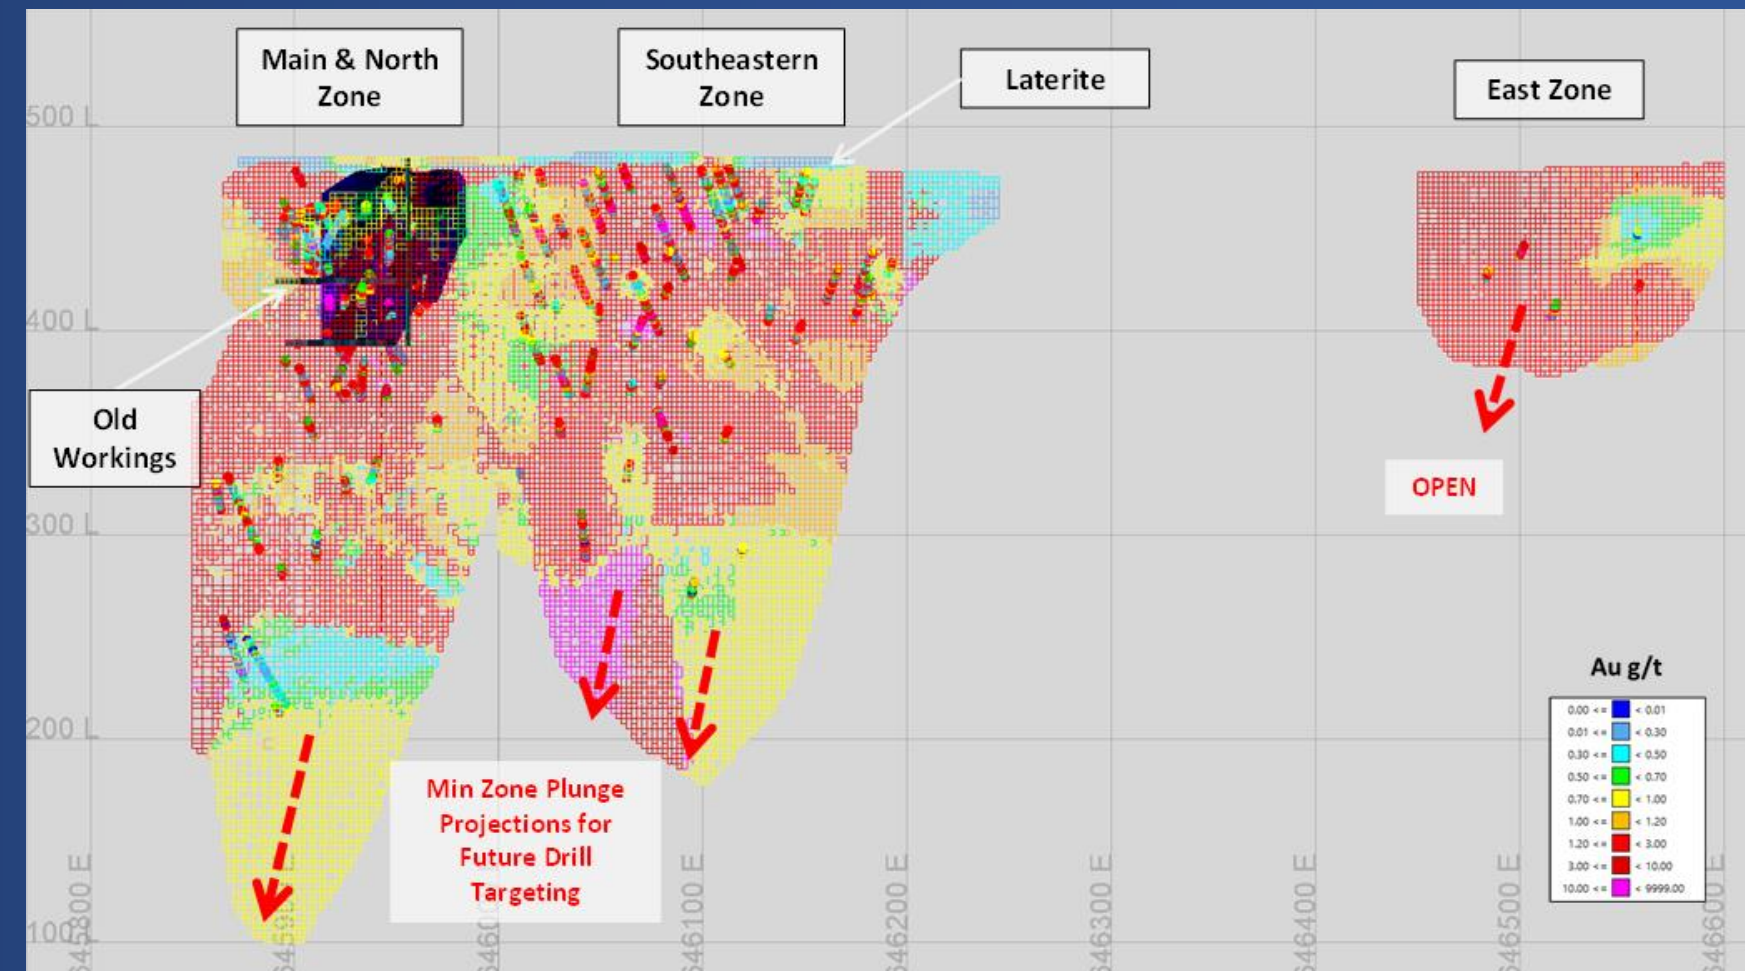 Main & North
Zone
Southeastern
Zone
Laterite
East Zone
500 L
400 L
300 L
200 L
100 L
Old
Workings
OPEN
Min Zone Plunge
Projections for
Future Drill
Targeting
Au g/t
0.00 <= < 0.01
0.01 <= < 0.30
0.30 <= < 0.50
0.50 <= < 0.70
0.70 <= < 1.00
1.00 <= < 1.20
1.20 <= < 3.00
3.00 <= < 10.00
10.00 <= < 9999.00
645800 E
646100 E
646200 E
646300 E
646400 E
646500 E
646600 E